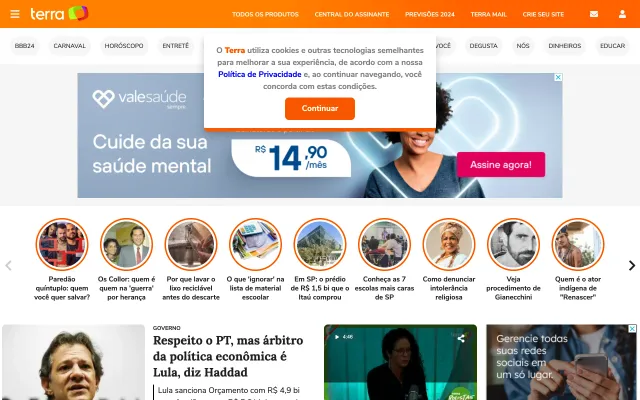 terra
TODOS OS PRODUTOS
CENTRAL DO ASSINANTE
PREVISÕES 2024
TERRA MAIL
CRIE SEU SITE
BBB24
CARNAVAL
HORÓSCOPO
ENTRETÊ
VOCÊ
DEGUSTA
NÓS
DINHEIROS
EDUCAR
O Terra utiliza cookies e outras tecnologias semelhantes
para melhorar a sua experiência, de acordo com a nossa
Política de Privacidade e, ao continuar navegando, você
concorda com estas condições.
Continuar
valesaúde
sempre
Cuide da sua
saúde mental
R$ 14,90
/mês
Assine agora!
Paredão
quíntuplo: quem
você quer salvar?
Os Collor: quem é
quem na 'guerra'
por herança
Por que lavar o
lixo reciclável
antes do descarte
O que 'ignorar' na
lista de material
escoolar
Em SP: o prédio
de R$ 1,5 bi que o
Itaú comprou
Conheça as 7
escolas mais caras
de SP
Como denunciar
intolerância
religiosa
Veja
procedimento de
Gianecchini
Quem é o ator
indígena de
"Renascer"
GOVERNO
Respeito o PT, mas árbitro
da política econômica é
Lula, diz Haddad
Lula sanciona Orçamento com R$ 4,9 bi
4:46
Gerencie todas
suas redes
sociais em
um só lugar.